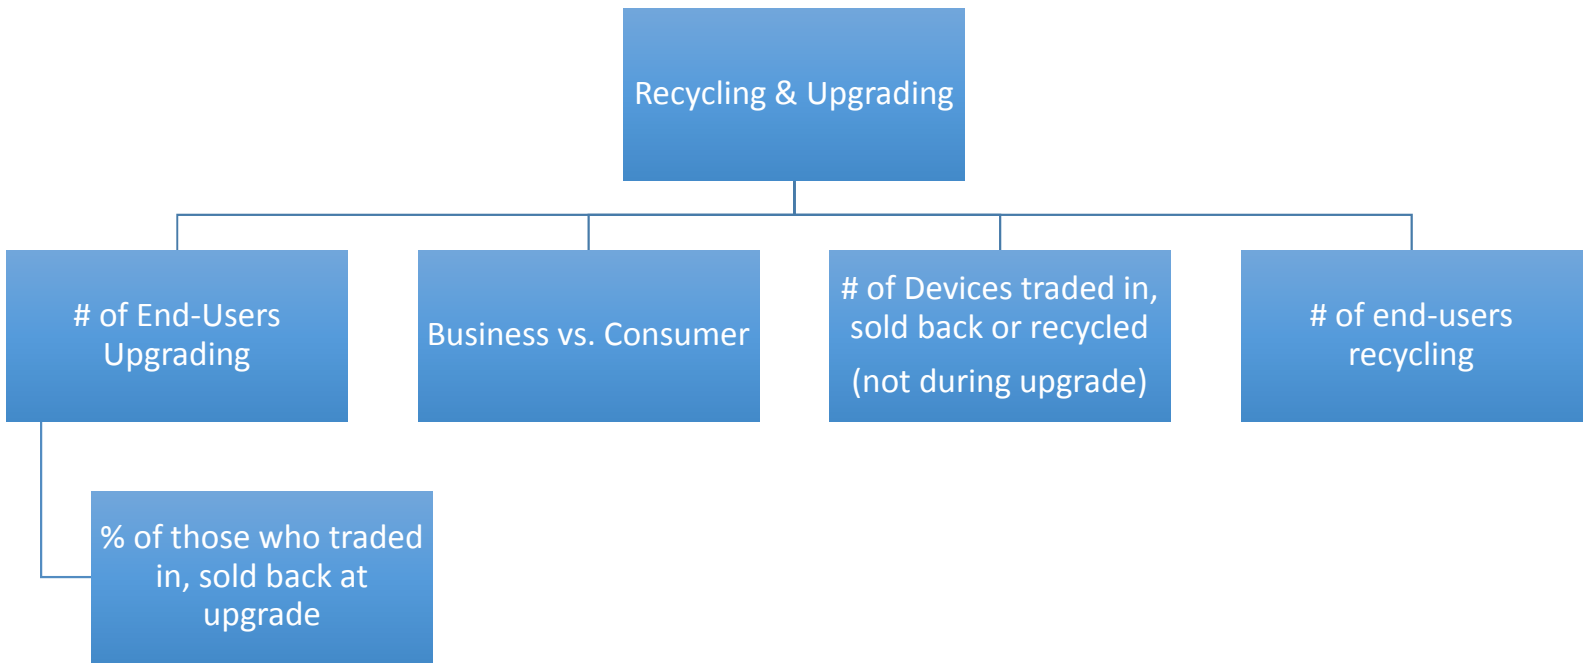 Recycling & Upgrading
# of End-Users
Upgrading
Business vs. Consumer
# of Devices traded in,
sold back or recycled
(not during upgrade)
# of end-users
recycling
% of those who traded
in, sold back at
upgrade